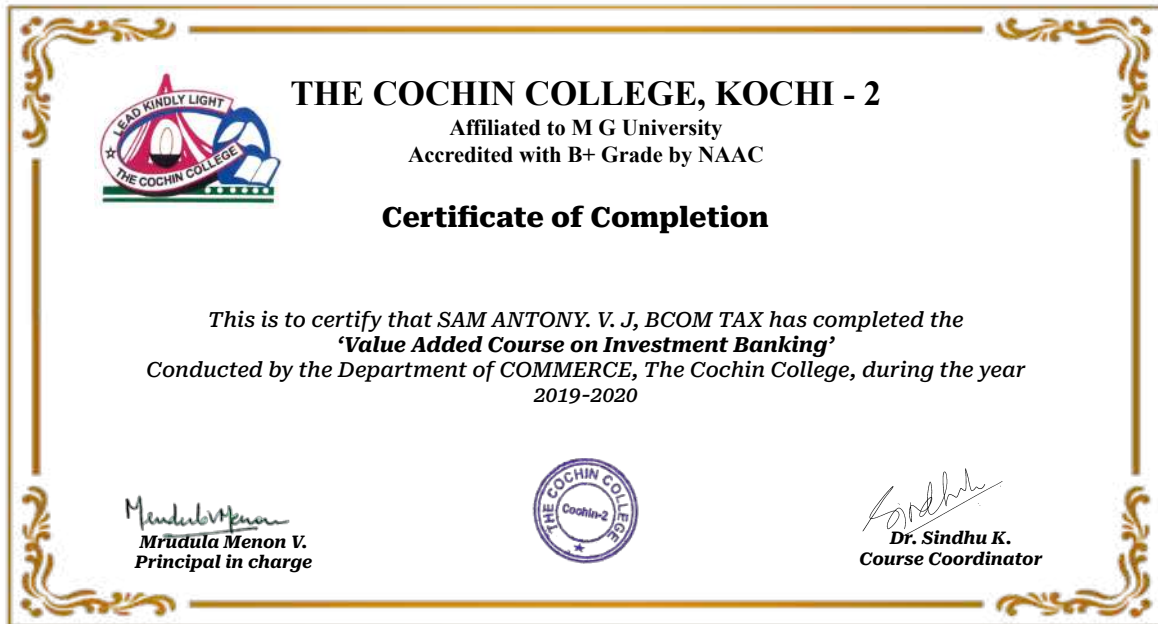 LEAD KINDLY LIGHT
THE COCHIN COLLEGE
THE COCHIN COLLEGE, KOCHI - 2
Affiliated to M G University
Accredited with B+ Grade by NAAC
Certificate of Completion
This is to certify that SAM ANTONY. V. J, BCOM TAX has completed the
‘Value Added Course on Investment Banking’
Conducted by the Department of COMMERCE, The Cochin College, during the year
2019-2020
THE COCHIN COLLEGE
Cochin-2
Sindhu
Mrudula Menon V.
Principal in charge
Dr. Sindhu K.
Course Coordinator